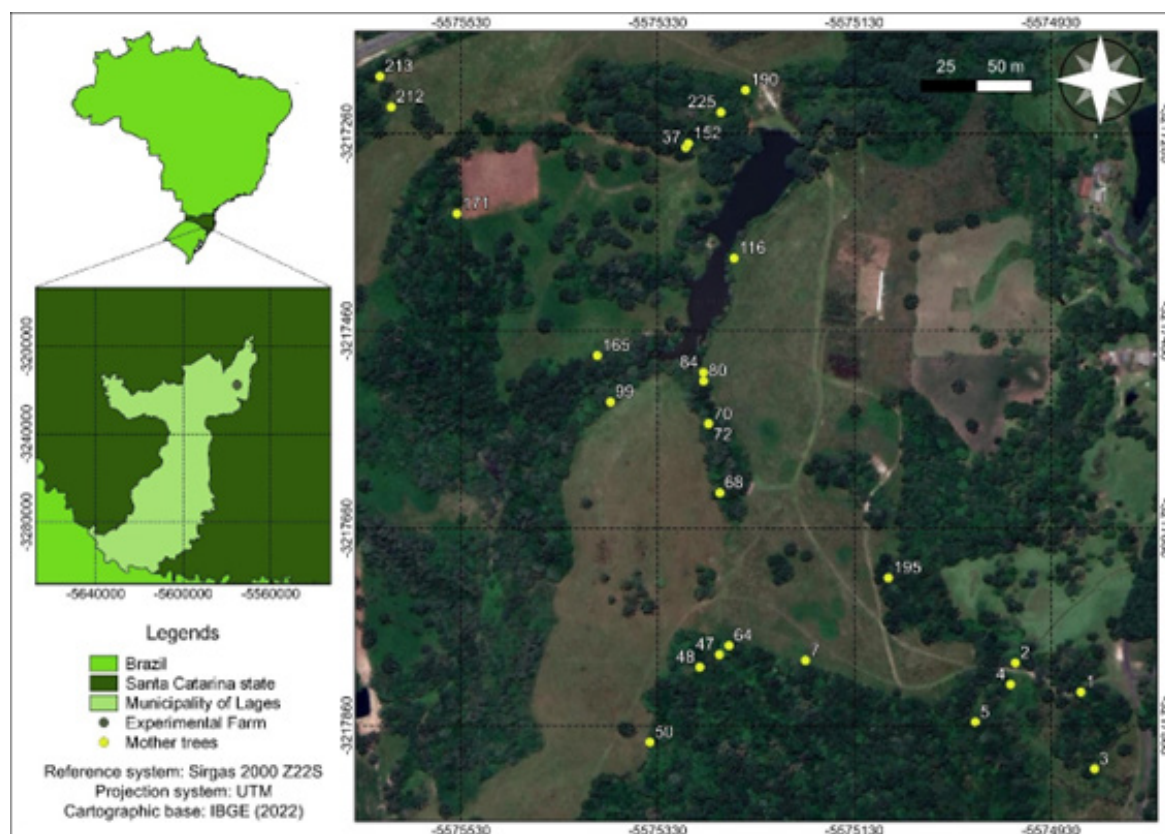 -5575530 -5575330 -5575130 -5574930
213
212
190
225
152
37
171
116
165
84
80
99
70
72
68
195
64
47
48
7
2
4
1
5
50
3
25 50 m
-3217260
-3217460
-3217660
-3217860
-5575530 -5575330 -5575130 -5574930
-3200000
-3240000
-3280000
-5640000 -5600000 -5560000
Legends
Brazil
Santa Catarina state
Municipality of Lages
Experimental Farm
Mother trees
Reference system: Sirgas 2000 Z22S
Projection system: UTM
Cartographic base: IBGE (2022)